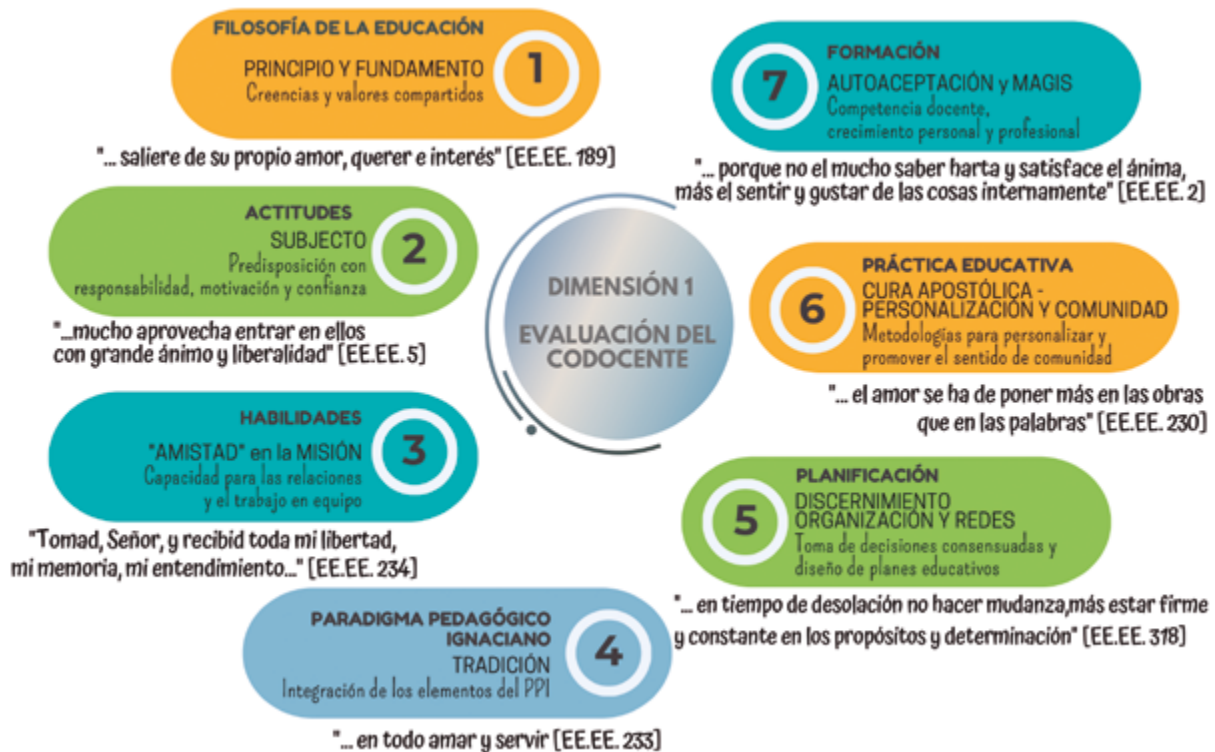 FILOSOFÍA DE LA EDUCACIÓN
PRINCIPIO Y FUNDAMENTO
Creencias y valores compartidos
1
"... saliere de su propio amor, querer e interés" [EE.EE. 189]
ACTITUDES
SUBJECTO
Predisposición con
responsabilidad, motivación y confianza
2
"...mucho aprovecha entrar en ellos
con grande ánimo y liberalidad" [EE.EE. 5]
HABILIDADES
"AMISTAD" en la MISIÓN
Capacidad para las relaciones
y el trabajo en equipo
3
"Tomad, Señor, y recibid toda mi libertad,
mi memoria, mi entendimiento..." [EE.EE. 234]
PARADIGMA PEDAGÓGICO
IGNACIANO
TRADICIÓN
Integración de los elementos del PPI
4
"... en todo amar y servir [EE.EE. 233]
DIMENSIÓN 1
EVALUACIÓN DEL
CODOCENTE
PLANIFICACIÓN
DISCERNIMIENTO
ORGANIZACIÓN Y REDES
Toma de decisiones consensuadas y
diseño de planes educativos
5
"... en tiempo de desolación no hacer mudanza,más estar firme
y constante en los propósitos y determinación" [EE.EE. 318]
PRÁCTICA EDUCATIVA
CURA APOSTÓLICA -
PERSONALIZACIÓN Y COMUNIDAD
Metodologías para personalizar y
promover el sentido de comunidad
6
"... el amor se ha de poner más en las obras
que en las palabras" [EE.EE. 230]
FORMACIÓN
AUTOACEPTACIÓN y MAGIS
Competencia docente,
crecimiento personal y profesional
7
"... porque no el mucho saber harta y satisface el ánima,
más el sentir y gustar de las cosas internamente" [EE.EE. 2]